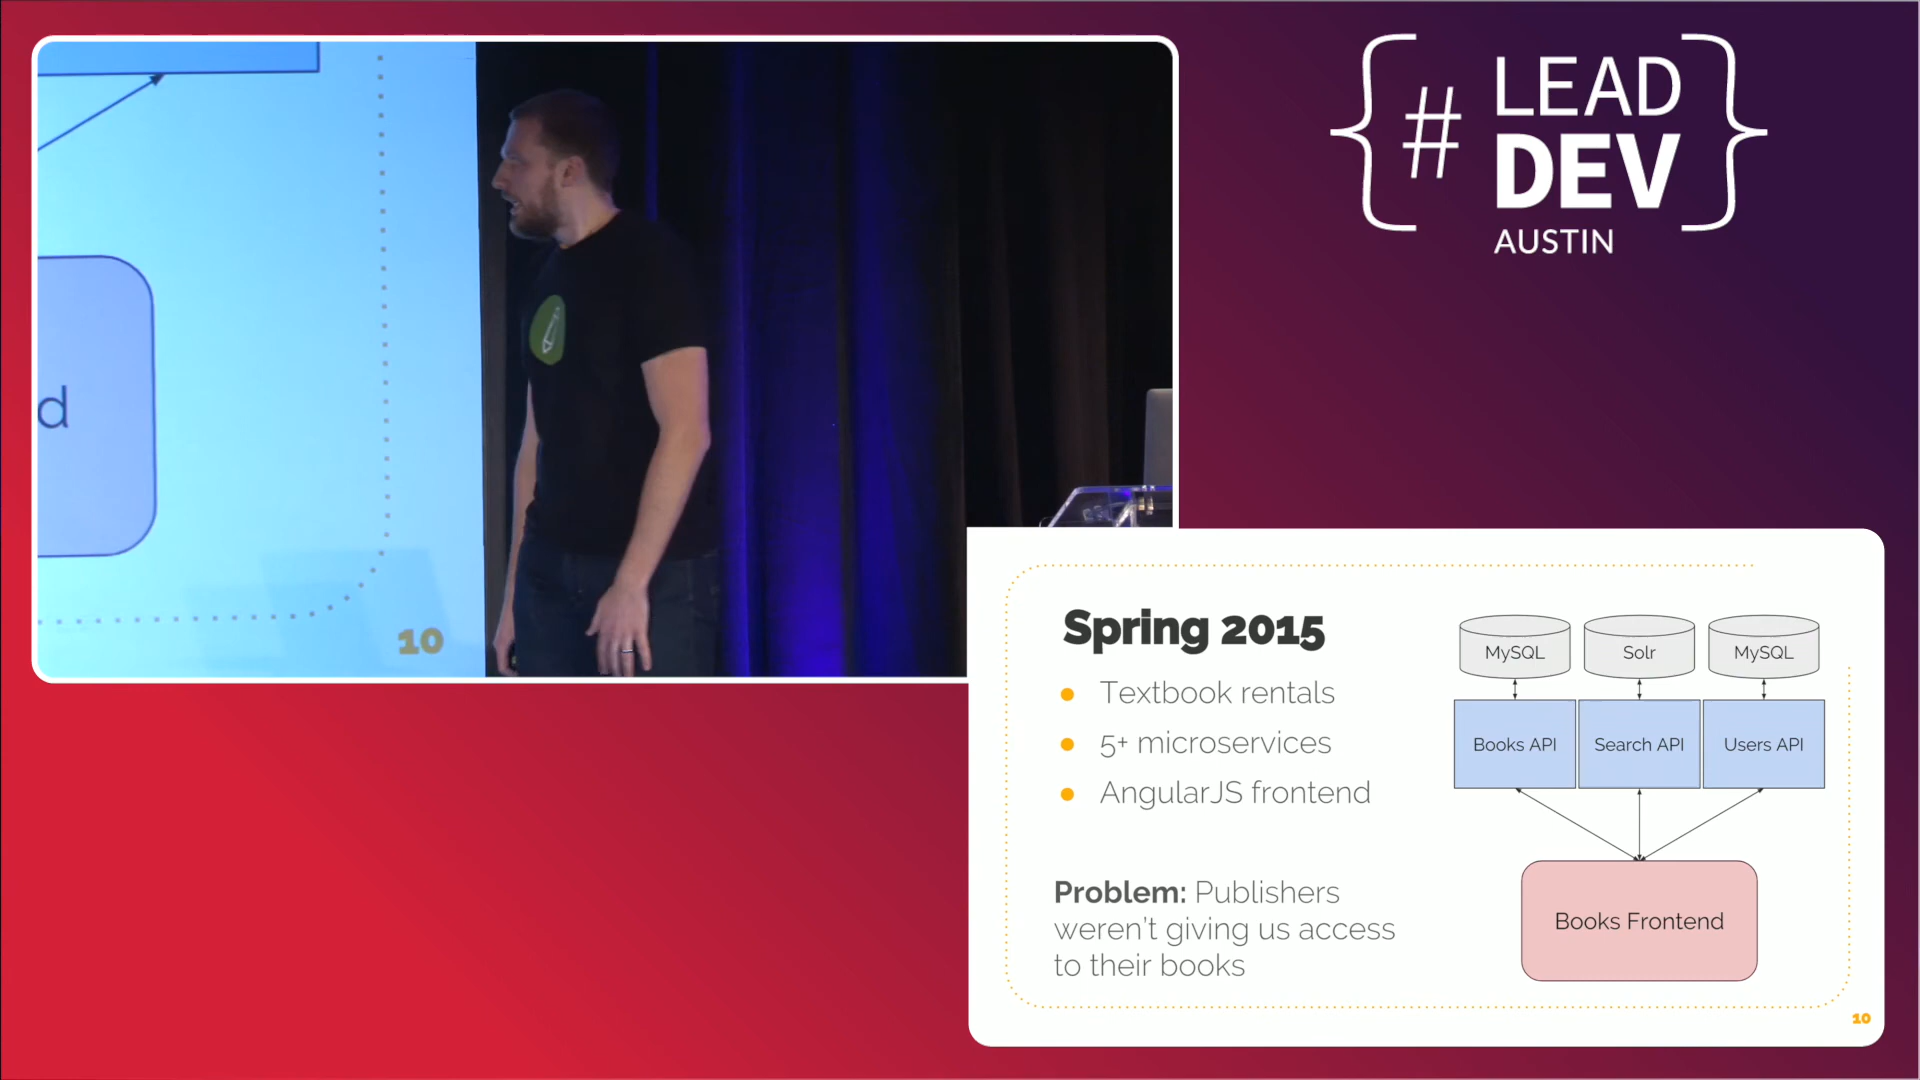 d
10
# LEAD
DEV
AUSTIN
Spring 2015
Textbook rentals
5+ microservices
AngularJS frontend
Problem: Publishers
weren't giving us access
to their books
MySQL Solr MySQL
Books API Search API Users API
Books Frontend
10